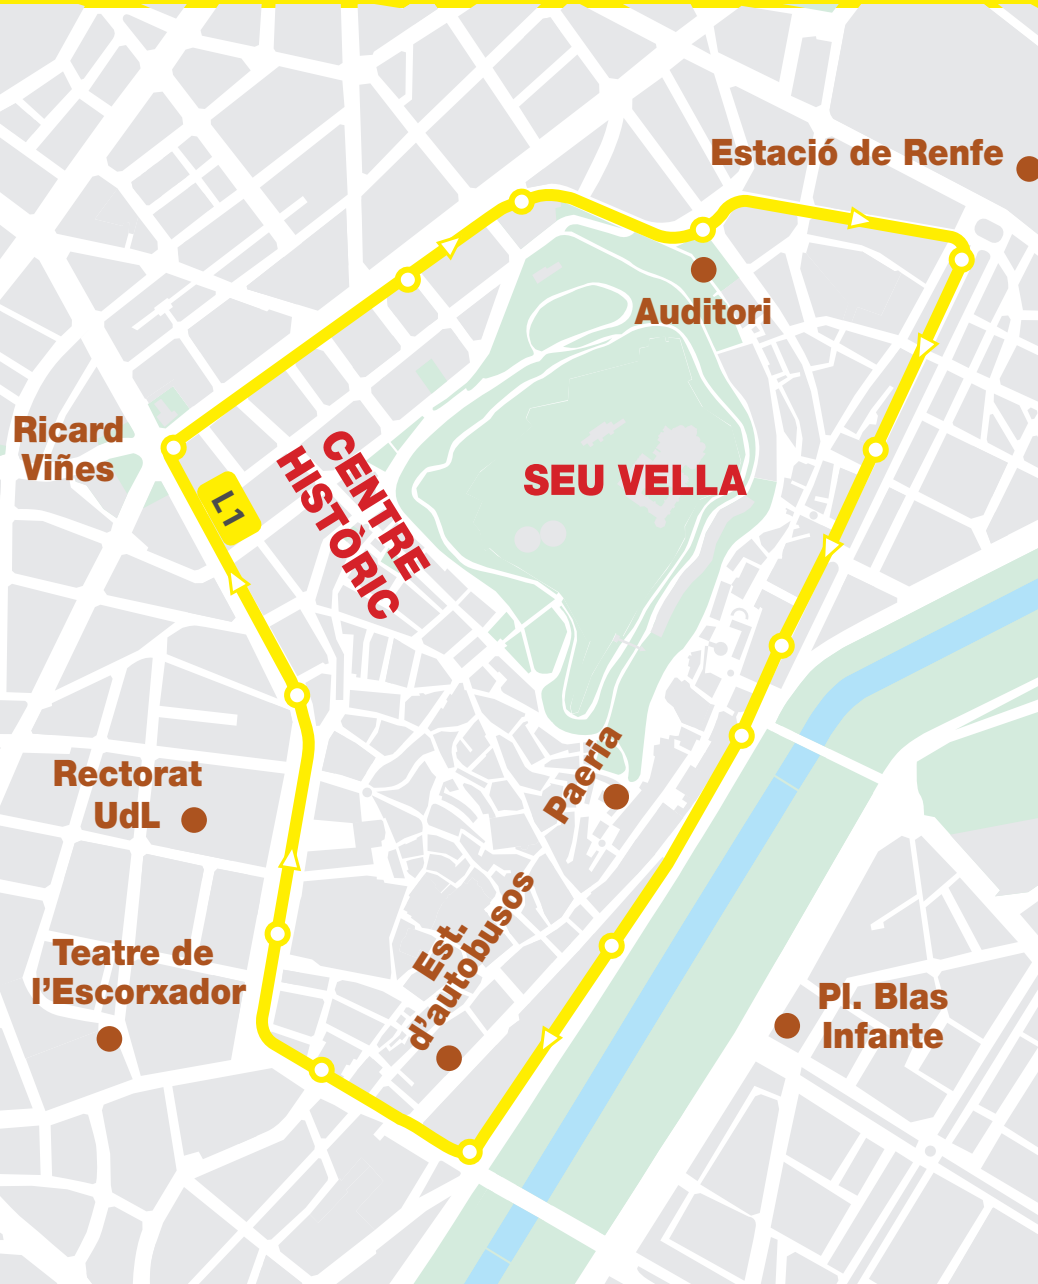 Estació de Renfe
Auditori
Ricard
Viñes
CENTRE
HISTÒRIC
SEU VELLA
L1
Paeria
Rectorat
UdL
Est.
d'autobusos
Teatre de
l'Escorxador
Pl. Blas
Infante